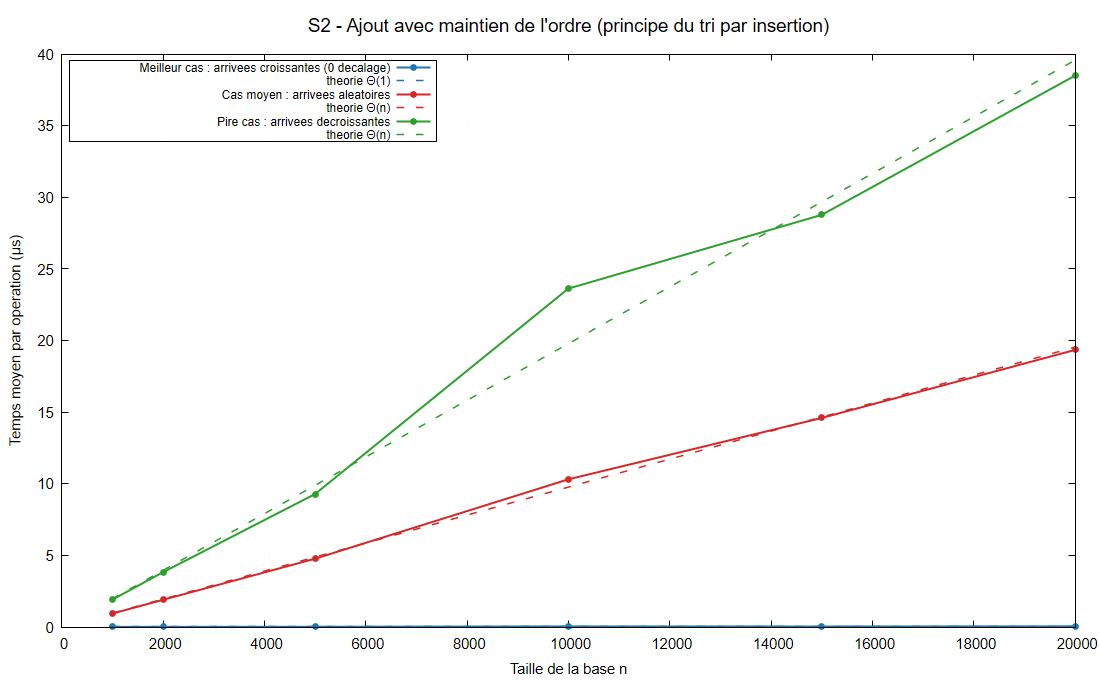 S2 - Ajout avec maintien de l'ordre (principe du tri par insertion)
Meilleur cas : arrivees croissantes (0 decalage)
theorie Θ(1)
Cas moyen : arrivees aleatoires
theorie Θ(n)
Pire cas : arrivees decroissantes
theorie Θ(n)
Temps moyen par operation (µs)
40
35
30
25
20
15
10
5
0
0 2000 4000 6000 8000 10000 12000 14000 16000 18000 20000
Taille de la base n